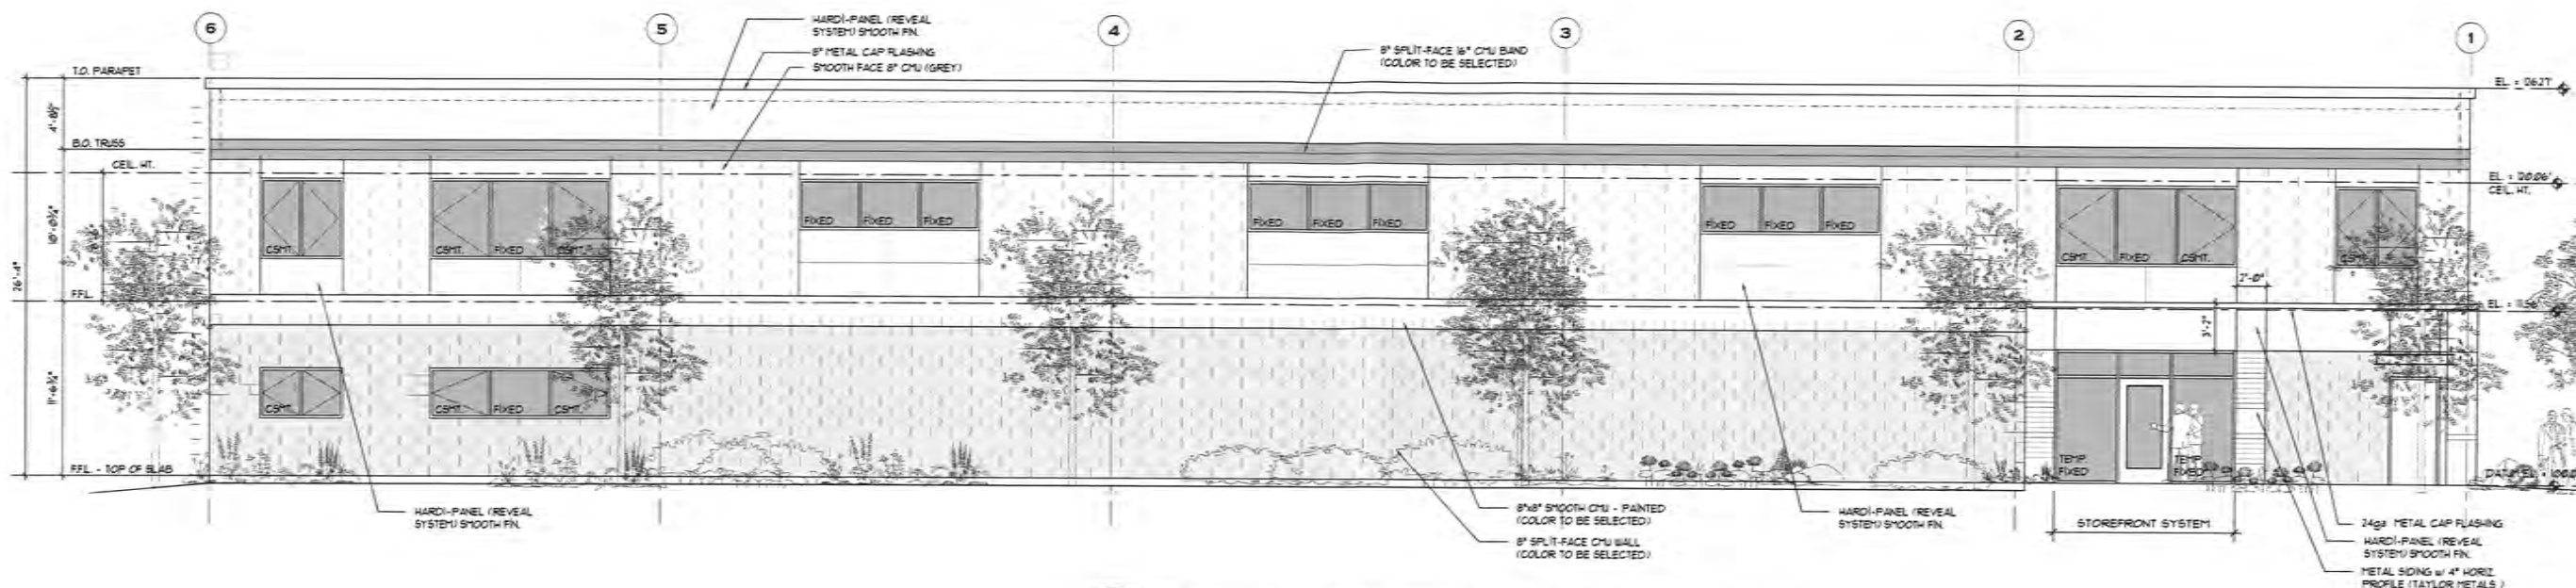 6
5
4
3
2
1
HARDI-PANEL (REVEAL
SYSTEM) SMOOTH FIN.
8" METAL CAP FLASHING
SMOOTH FACE 8" CMU (GREY)
8" SPLIT-FACE 16" CMU BAND
(COLOR TO BE SELECTED)
T.O. PARAPET
4'-8½"
B.O. TRUSS
CEIL. HT.
10'-0¾"
26'-4"
F.F.L.
11'-6¾"
F.F.L. - TOP OF SLAB
CEIL. HT.
CSMT.
CSMT. FIXED CSMT.
FIXED FIXED FIXED
FIXED FIXED FIXED
FIXED FIXED FIXED
CSMT. FIXED CSMT.
CSMT.
2'-0"
3'-2"
CSMT.
CSMT. FIXED CSMT.
TEMP FIXED
TEMP FIXED
HARDI-PANEL (REVEAL
SYSTEM) SMOOTH FIN.
8"x8" SMOOTH CMU - PAINTED
(COLOR TO BE SELECTED)
8" SPLIT-FACE CMU WALL
(COLOR TO BE SELECTED)
HARDI-PANEL (REVEAL
SYSTEM) SMOOTH FIN.
STOREFRONT SYSTEM
24ga METAL CAP FLASHING
HARDI-PANEL (REVEAL
SYSTEM) SMOOTH FIN.
METAL SIDING w/ 4" HORIZ.
PROFILE (TAYLOR METALS)